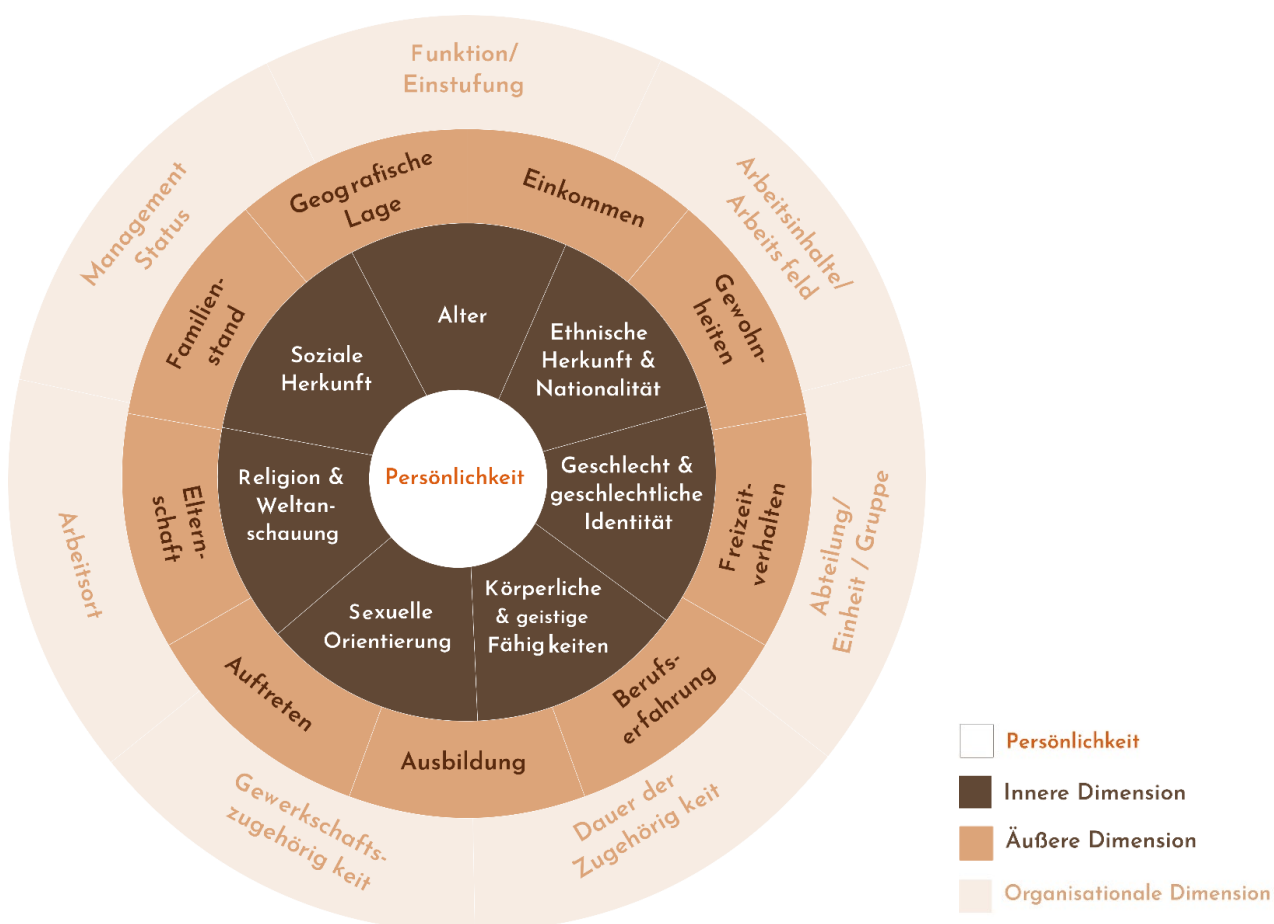 Funktion/
Einstufung
Arbeitsinhalte/
Arbeits feld
Abteilung/
Einheit / Gruppe
Dauer der
Zugehörig keit
Gewerkschafts-
zugehörig keit
Arbeitsort
Management
Status
Geografische
Lage
Einkommen
Gewohn-
heiten
Freizeit-
verhalten
Berufs-
erfahrung
Ausbildung
Auftreten
Eltern-
schaft
Familien-
stand
Alter
Ethnische
Herkunft &
Nationalität
Geschlecht &
geschlechtliche
Identität
Körperliche
& geistige
Fähig keiten
Sexuelle
Orientierung
Religion &
Weltan-
schauung
Soziale
Herkunft
Persönlichkeit
Persönlichkeit
Innere Dimension
Äußere Dimension
Organisationale Dimension